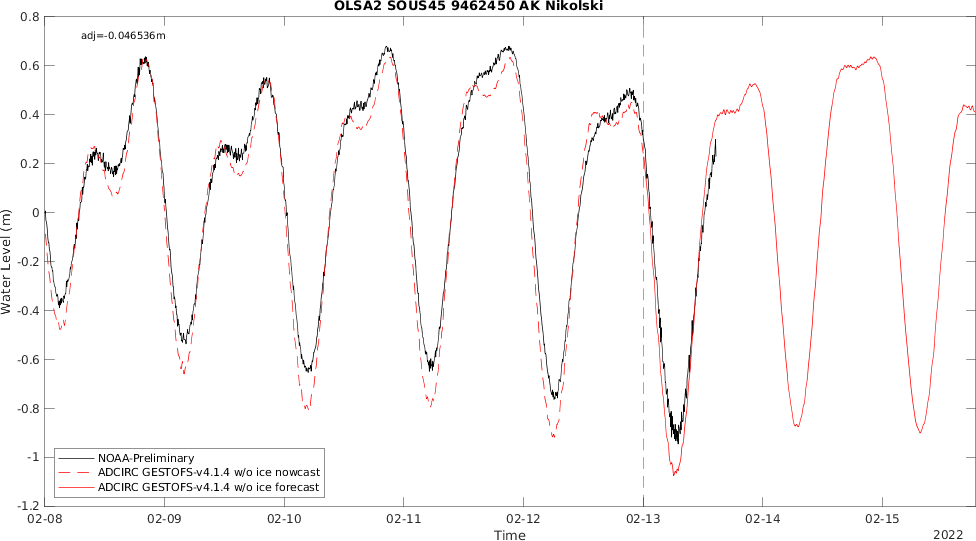 OLSA2 SOUS45 9462450 AK Nikolski
adj=-0.046536m
0.8
0.6
0.4
0.2
0
-0.2
-0.4
-0.6
-0.8
-1
-1.2
Water Level (m)
NOAA-Preliminary
ADCIRC GESTOFS-v4.1.4 w/o ice nowcast
ADCIRC GESTOFS-v4.1.4 w/o ice forecast
02-08 02-09 02-10 02-11 02-12 02-13 02-14 02-15
Time
2022